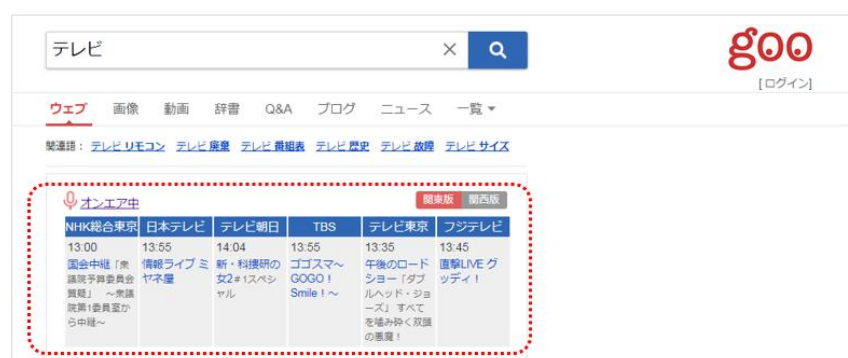 テレビ
goo
[ログイン]
ウェブ 画像 動画 辞書 Q&A ブログ ニュース 一覧
関連語： テレビ リモコン テレビ 廃棄 テレビ 番組表 テレビ 歴史 テレビ 故障 テレビ サイズ
オンエア中 関東版 関西版
NHK総合東京 日本テレビ テレビ朝日 TBS テレビ東京 フジテレビ
13:00
国会中継「衆
議院予算委員会
質疑」 ～衆議
院第1委員室か
ら中継～
13:55
情報ライブ ミ
ヤネ屋
14:04
新・科捜研の
女2＃1スペシ
ャル
13:55
ゴゴスマ～
GOGO！
Smile！～
13:35
午後のロード
ショー「ダブ
ルヘッド・ジョ
ーズ」 すべて
を噛み砕く双頭
の悪魔！
13:45
直撃LIVE グ
ッディ！